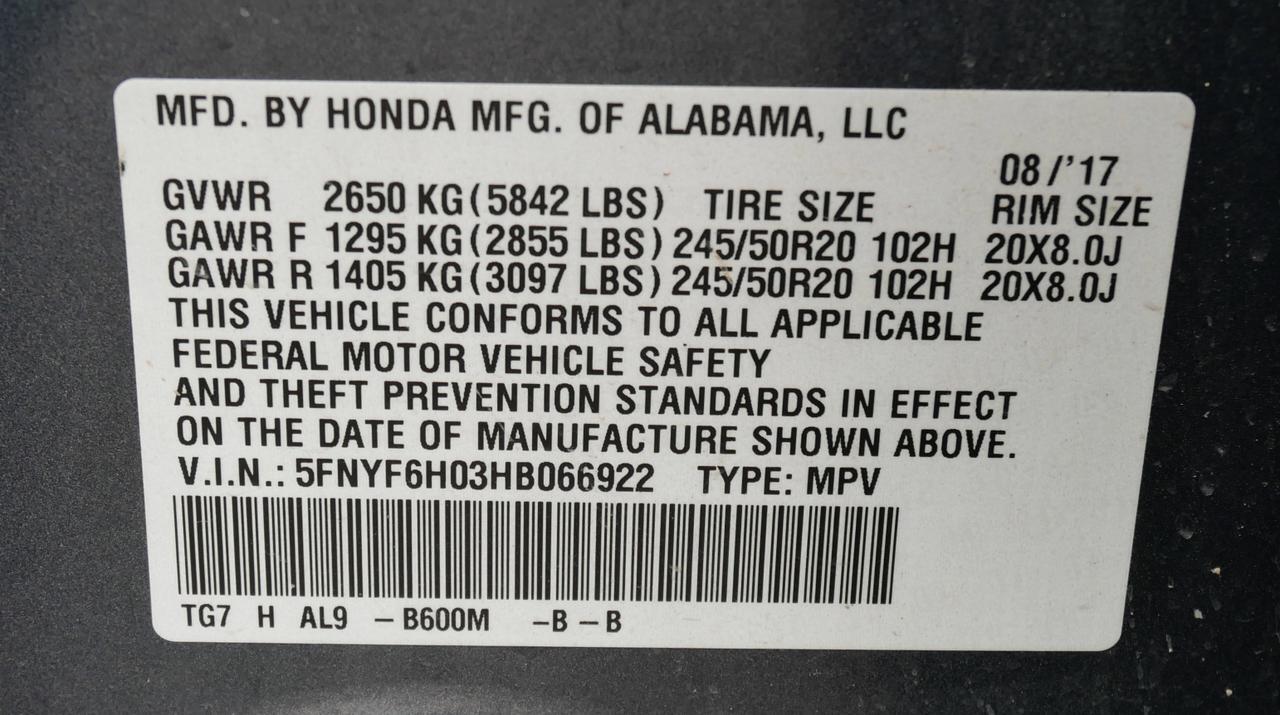 MFD. BY HONDA MFG. OF ALABAMA, LLC
08/'17
GVWR 2650 KG (5842 LBS) TIRE SIZE RIM SIZE
GAWR F 1295 KG (2855 LBS) 245/50R20 102H 20X8.0J
GAWR R 1405 KG (3097 LBS) 245/50R20 102H 20X8.0J
THIS VEHICLE CONFORMS TO ALL APPLICABLE
FEDERAL MOTOR VEHICLE SAFETY
AND THEFT PREVENTION STANDARDS IN EFFECT
ON THE DATE OF MANUFACTURE SHOWN ABOVE.
V.I.N.: 5FNYF6H03HB066922 TYPE: MPV
TG7 H AL9 – B600M –B – B